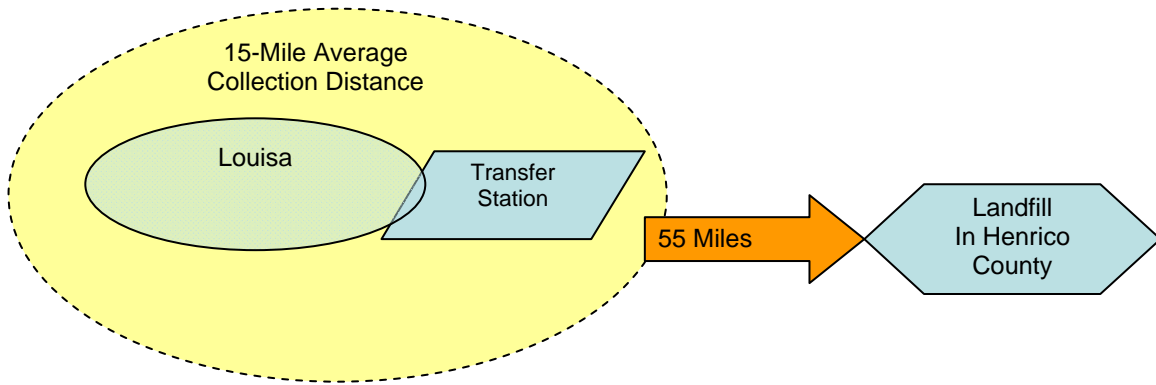 15-Mile Average
Collection Distance
Louisa
Transfer
Station
55 Miles
Landfill
In Henrico
County